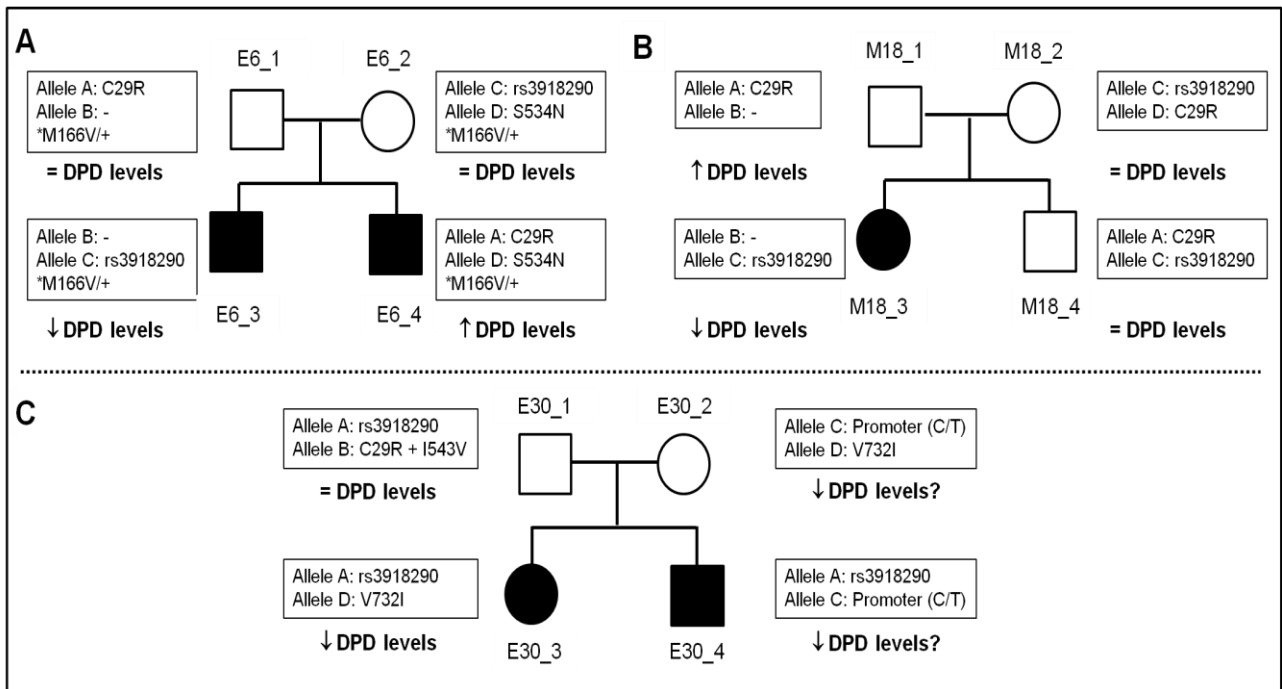 A
E6_1
E6_2
Allele A: C29R
Allele B: -
*M166V/+
= DPD levels
Allele C: rs3918290
Allele D: S534N
*M166V/+
= DPD levels
Allele B: -
Allele C: rs3918290
*M166V/+
↓ DPD levels
E6_3
E6_4
Allele A: C29R
Allele D: S534N
*M166V/+
↑ DPD levels
B
M18_1
M18_2
Allele A: C29R
Allele B: -
↑ DPD levels
Allele C: rs3918290
Allele D: C29R
= DPD levels
Allele B: -
Allele C: rs3918290
↓ DPD levels
M18_3
M18_4
Allele A: C29R
Allele C: rs3918290
= DPD levels
C
E30_1
E30_2
Allele A: rs3918290
Allele B: C29R + I543V
= DPD levels
Allele C: Promoter (C/T)
Allele D: V732I
↓ DPD levels?
Allele A: rs3918290
Allele D: V732I
↓ DPD levels
E30_3
E30_4
Allele A: rs3918290
Allele C: Promoter (C/T)
↓ DPD levels?